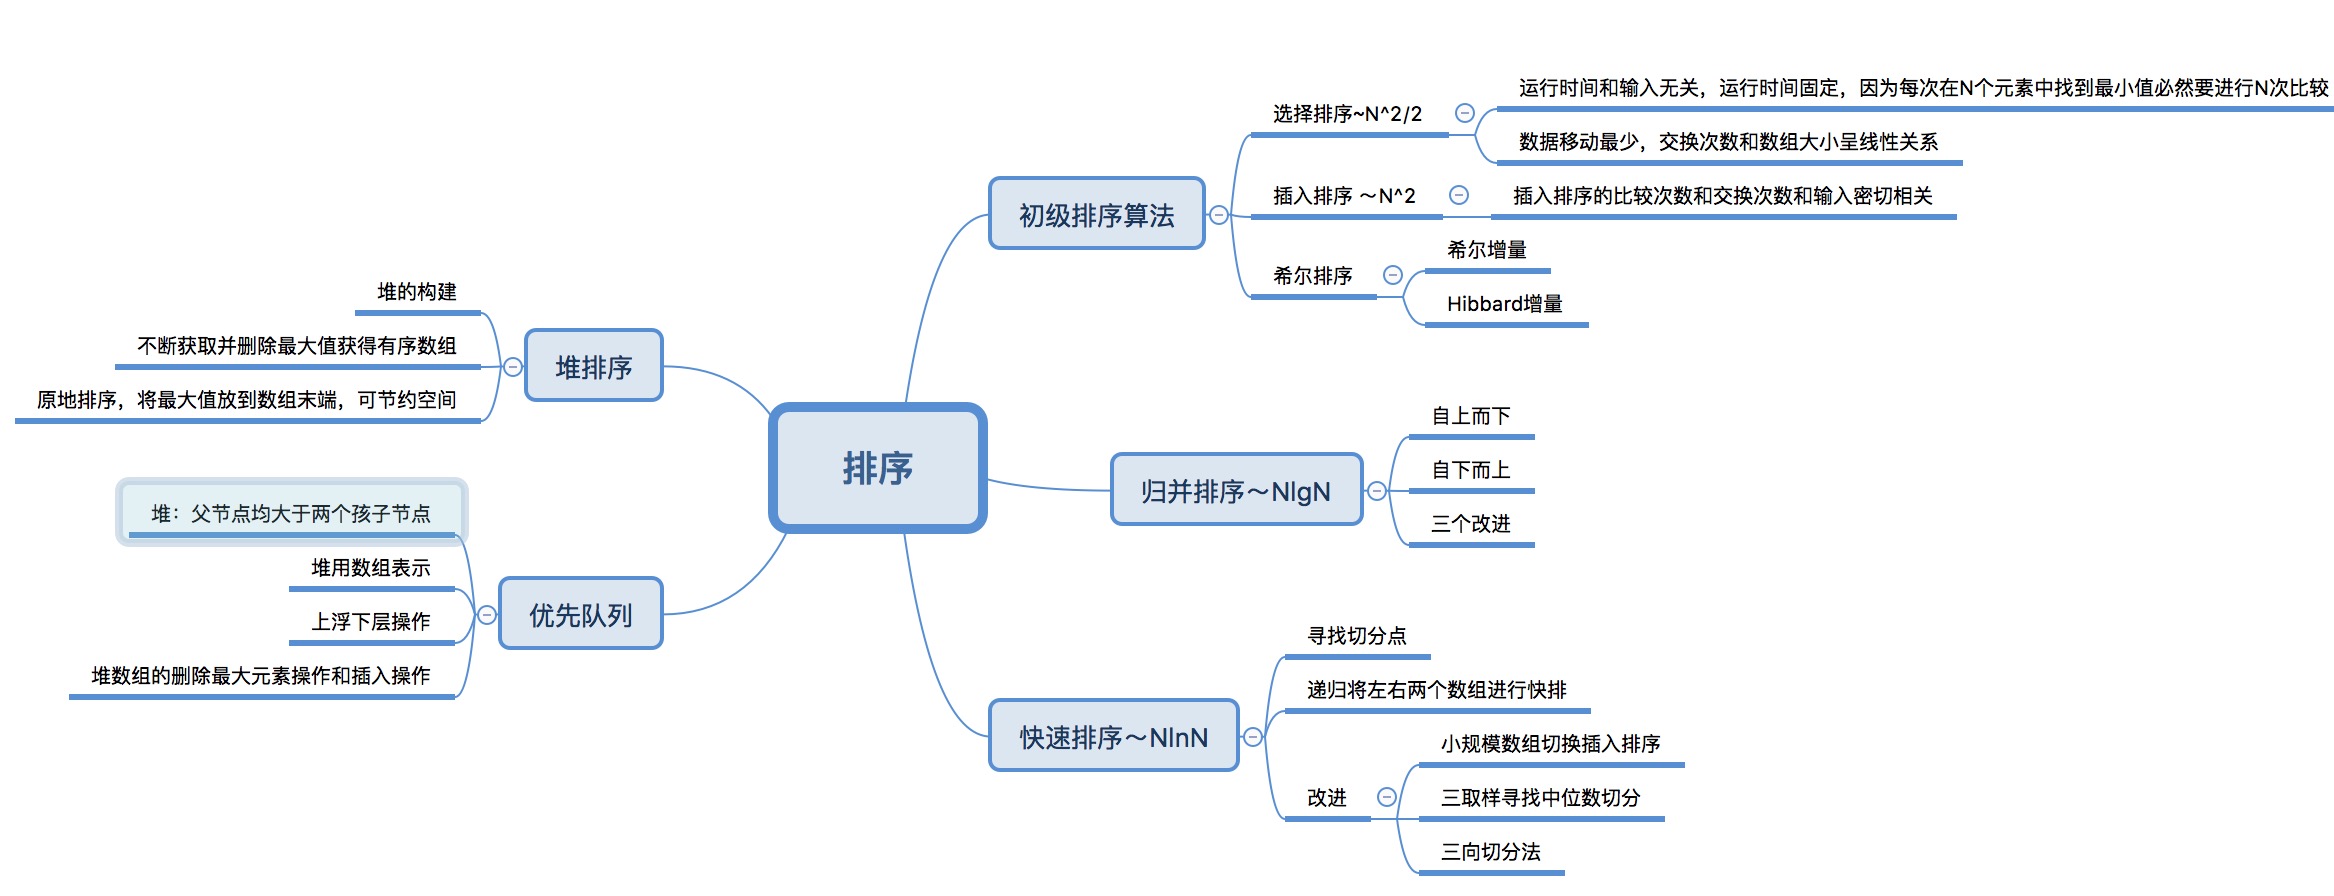 排序
初级排序算法
选择排序~N^2/2
运行时间和输入无关，运行时间固定，因为每次在N个元素中找到最小值必然要进行N次比较
数据移动最少，交换次数和数组大小呈线性关系
插入排序 ～N^2
插入排序的比较次数和交换次数和输入密切相关
希尔排序
希尔增量
Hibbard增量
归并排序～NlgN
自上而下
自下而上
三个改进
快速排序～NlnN
寻找切分点
递归将左右两个数组进行快排
改进
小规模数组切换插入排序
三取样寻找中位数切分
三向切分法
堆排序
堆的构建
不断获取并删除最大值获得有序数组
原地排序，将最大值放到数组末端，可节约空间
优先队列
堆：父节点均大于两个孩子节点
堆用数组表示
上浮下层操作
堆数组的删除最大元素操作和插入操作